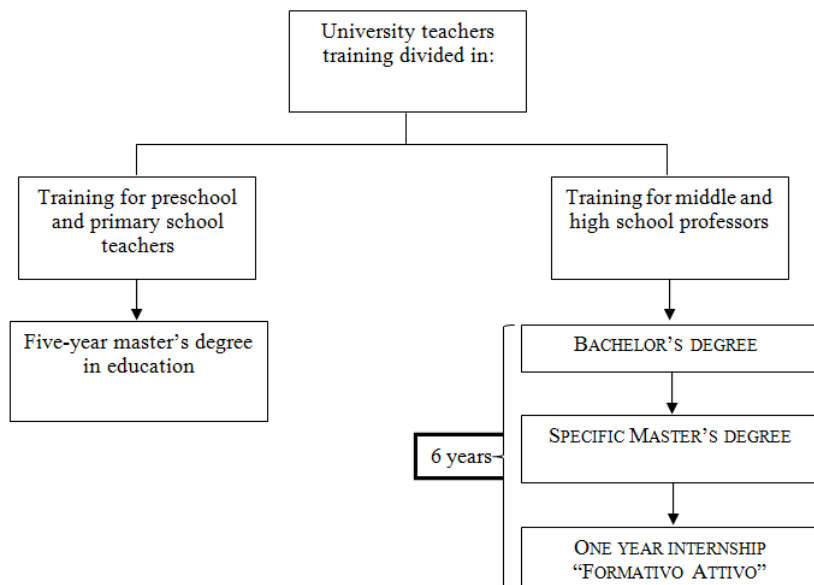 University teachers
training divided in:
Training for preschool
and primary school
teachers
Training for middle and
high school professors
Five-year master’s degree
in education
BACHELOR’S DEGREE
SPECIFIC MASTER’S DEGREE
6 years
ONE YEAR INTERNSHIP
“FORMATIVO ATTIVO”